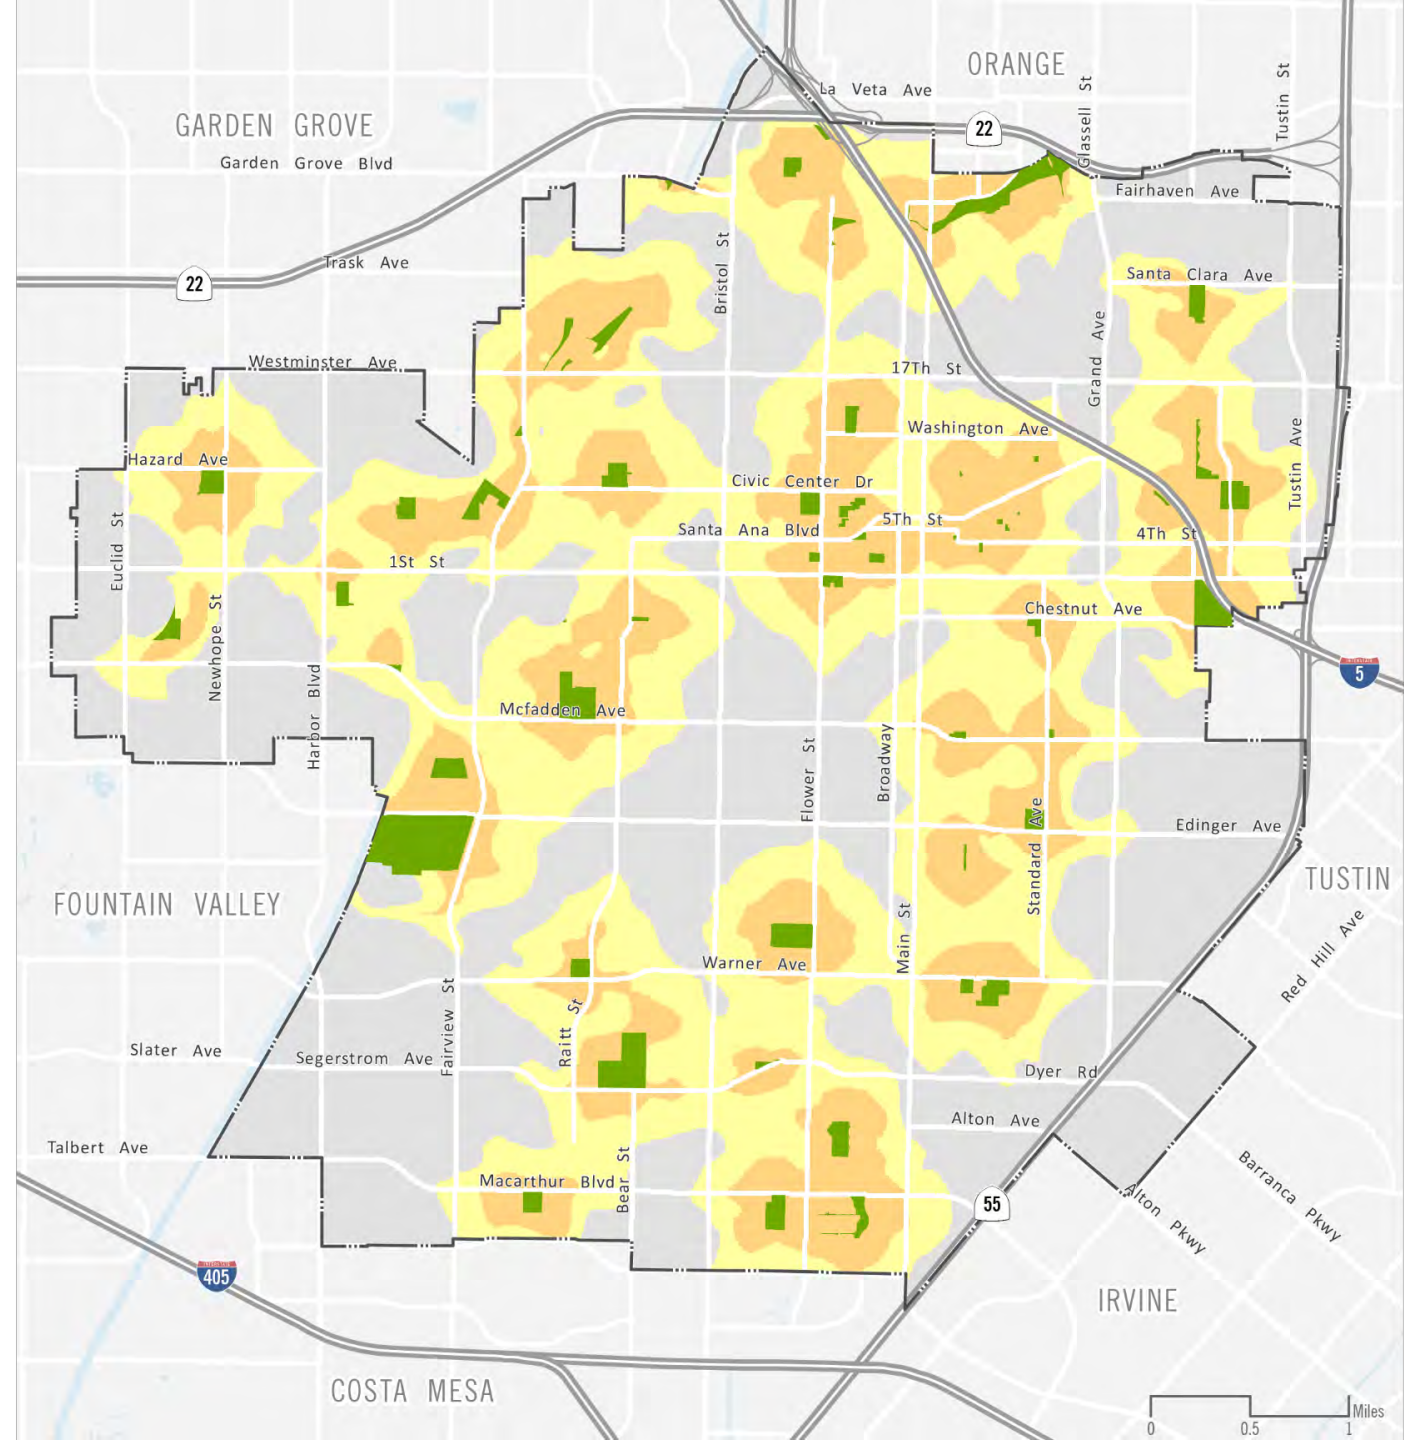 ORANGE
La Veta Ave
Glassell St
Tustin St
GARDEN GROVE
22
Garden Grove Blvd
Fairhaven Ave
Bristol St
Trask Ave
22
Santa Clara Ave
Grand Ave
Westminster Ave
17Th St
Washington Ave
Hazard Ave
Civic Center Dr
Tustin Ave
Euclid St
Santa Ana Blvd
5Th St
4Th St
1St St
Newhope St
Chestnut Ave
Harbor Blvd
INTERSTATE
5
Mcfadden Ave
Flower St
Broadway
Standard Ave
Edinger Ave
TUSTIN
FOUNTAIN VALLEY
Main St
Red Hill Ave
Warner Ave
Fairview St
Raitt St
Slater Ave
Segerstrom Ave
Dyer Rd
Alton Ave
Talbert Ave
Bear St
Macarthur Blvd
Barranca Pkwy
Alton Pkwy
55
INTERSTATE
405
IRVINE
COSTA MESA
Miles
0 0.5 1